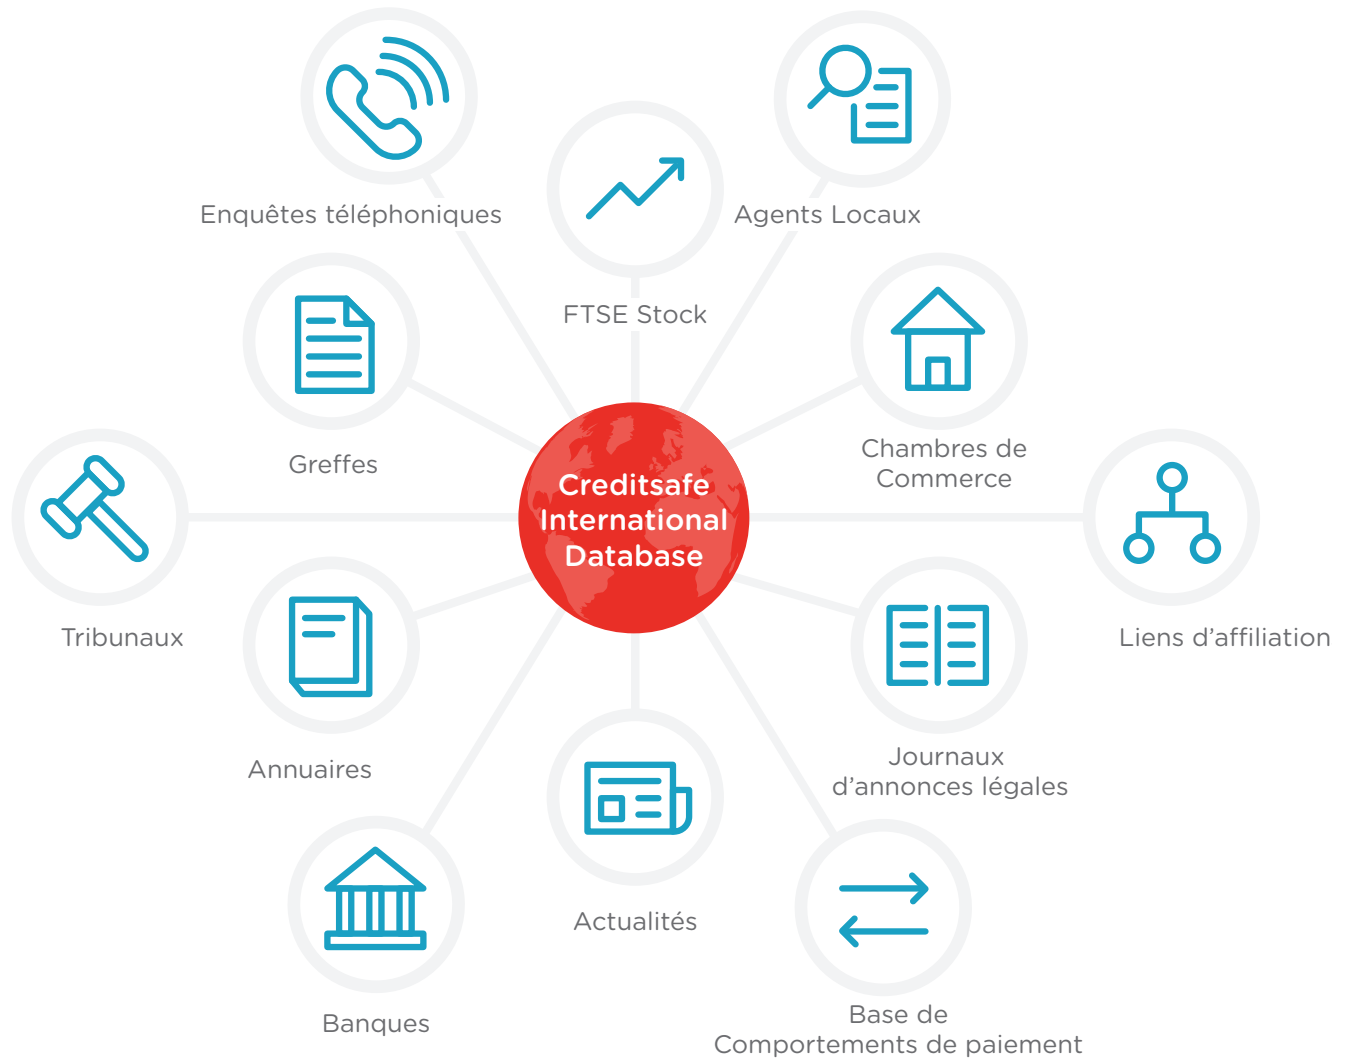 Enquêtes téléphoniques
Agents Locaux
FTSE Stock
Greffes
Chambres de
Commerce
Creditsafe
International
Database
Tribunaux
Liens d’affiliation
Annuaires
Journaux
d’annonces légales
Actualités
Banques
Base de
Comportements de paiement